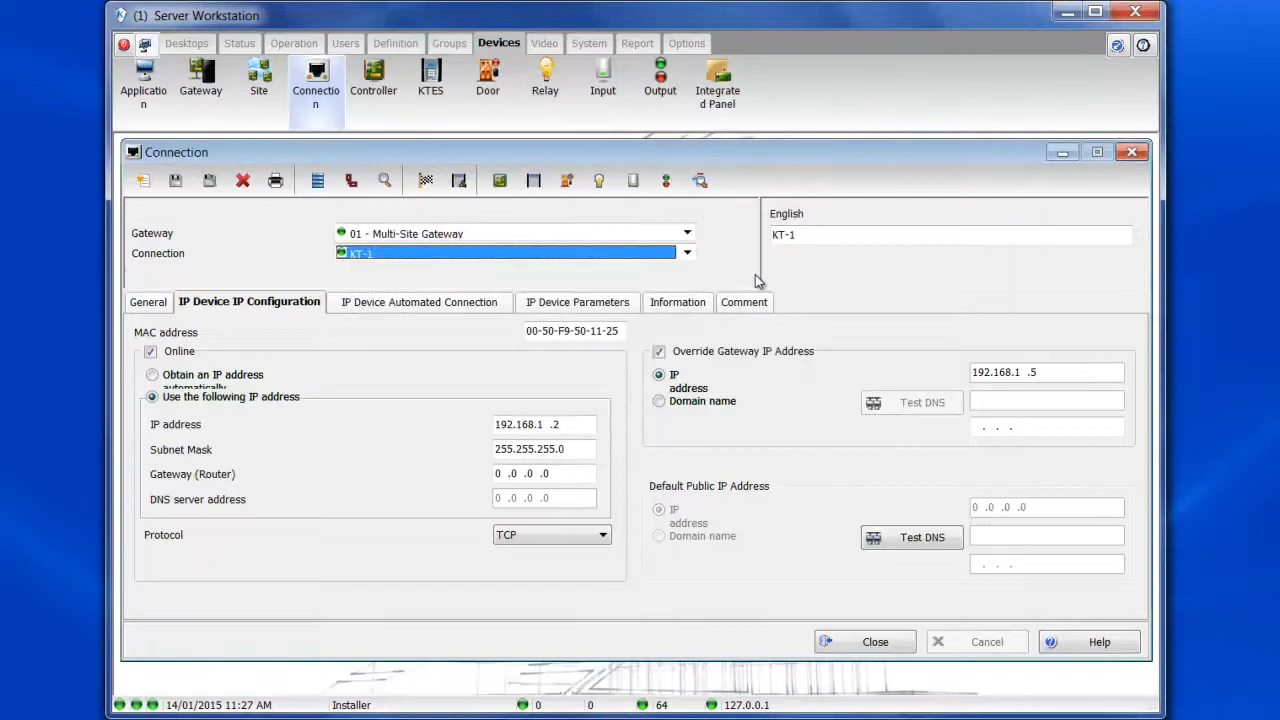 (1) Server Workstation
Desktops Status Operation Users Definition Groups Devices Video System Report Options
Applicatio
n
Gateway
Site
Connectio
n
Controller
KTES
Door
Relay
Input
Output
Integrate
d Panel
Connection
English
Gateway 01 - Multi-Site Gateway
KT-1
Connection KT-1
General IP Device IP Configuration IP Device Automated Connection IP Device Parameters Information Comment
MAC address 00-50-F9-50-11-25
Online
Obtain an IP address
automatically
Use the following IP address
IP address 192.168.1 .2
Subnet Mask 255.255.255.0
Gateway (Router) 0 .0 .0 .0
DNS server address 0 .0 .0 .0
Protocol TCP
Override Gateway IP Address
IP
address
192.168.1 .5
Domain name Test DNS
. . .
Default Public IP Address
IP
address
0 .0 .0 .0
Domain name Test DNS
. . .
Close Cancel Help
14/01/2015 11:27 AM Installer 0 0 64 127.0.0.1